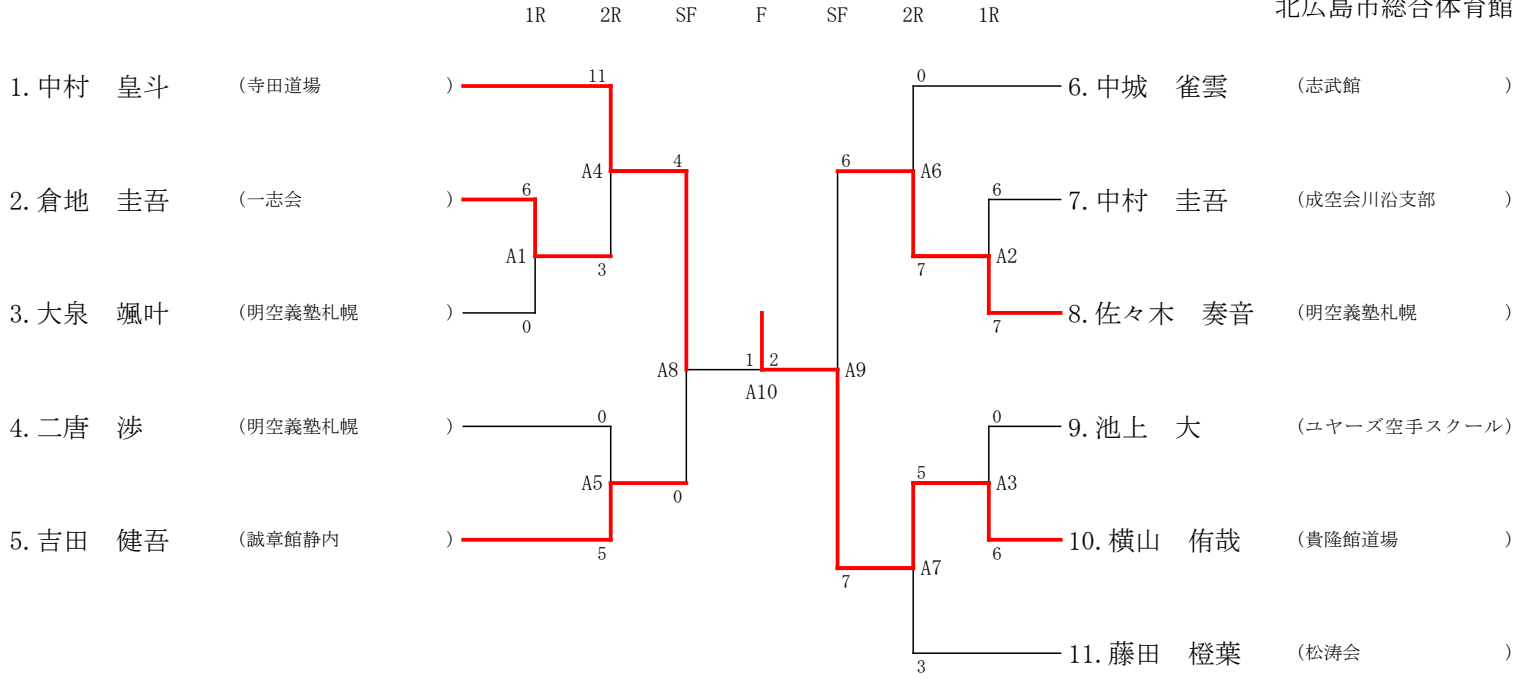 北広島市総合体育館
1R 2R SF F SF 2R 1R
1. 中村 皇斗 (寺田道場 ) 11 0 6. 中城 雀雲 (志武館 )
A4 4 6 A6
2. 倉地 圭吾 (一志会 ) 6 6 7. 中村 圭吾 (成空会川沿支部 )
A1 3 7 A2
3. 大泉 颯叶 (明空義塾札幌 ) 0 7 8. 佐々木 奏音 (明空義塾札幌 )
A8 1 2 A9
A10
4. 二唐 渉 (明空義塾札幌 ) 0 0 9. 池上 大 (ユヤーズ空手スクール)
A5 0 5 A3
5. 吉田 健吾 (誠章館静内 ) 5 6 10. 横山 侑哉 (貴隆館道場 )
7 A7
3 11. 藤田 橙葉 (松涛会 )